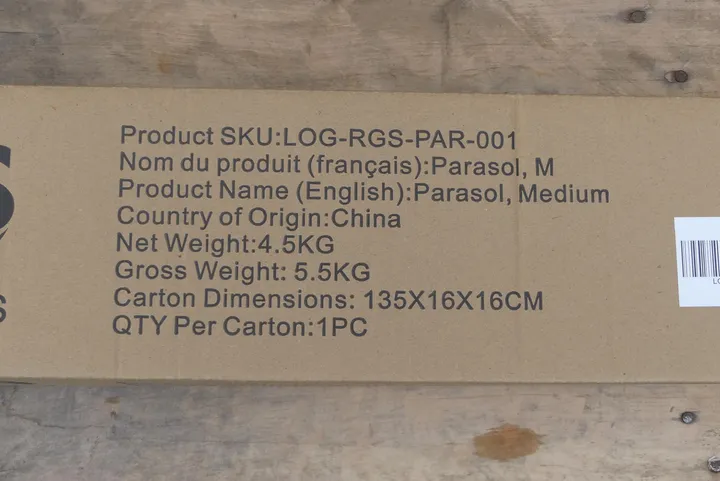 Product SKU:LOG-RGS-PAR-001
Nom du produit (français):Parasol, M
Product Name (English):Parasol, Medium
Country of Origin:China
Net Weight:4.5KG
Gross Weight: 5.5KG
Carton Dimensions: 135X16X16CM
QTY Per Carton:1PC